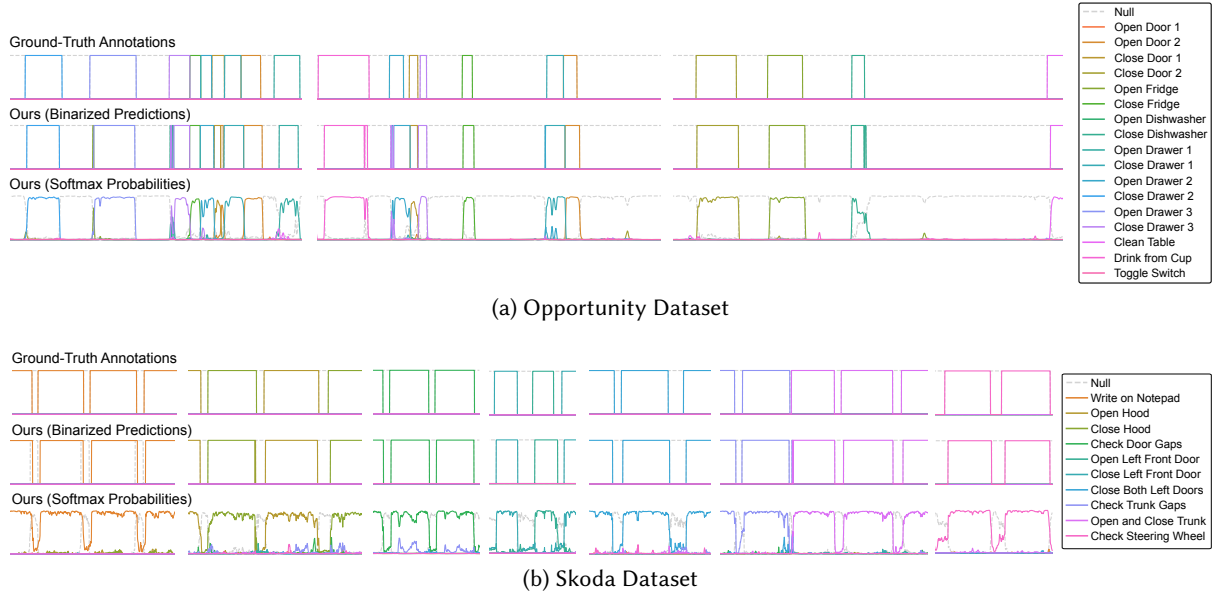 Ground-Truth Annotations
Ours (Binarized Predictions)
Ours (Softmax Probabilities)
Null
Open Door 1
Open Door 2
Close Door 1
Close Door 2
Open Fridge
Close Fridge
Open Dishwasher
Close Dishwasher
Open Drawer 1
Close Drawer 1
Open Drawer 2
Close Drawer 2
Open Drawer 3
Close Drawer 3
Clean Table
Drink from Cup
Toggle Switch
(a) Opportunity Dataset
Ground-Truth Annotations
Ours (Binarized Predictions)
Ours (Softmax Probabilities)
Null
Write on Notepad
Open Hood
Close Hood
Check Door Gaps
Open Left Front Door
Close Left Front Door
Close Both Left Doors
Check Trunk Gaps
Open and Close Trunk
Check Steering Wheel
(b) Skoda Dataset